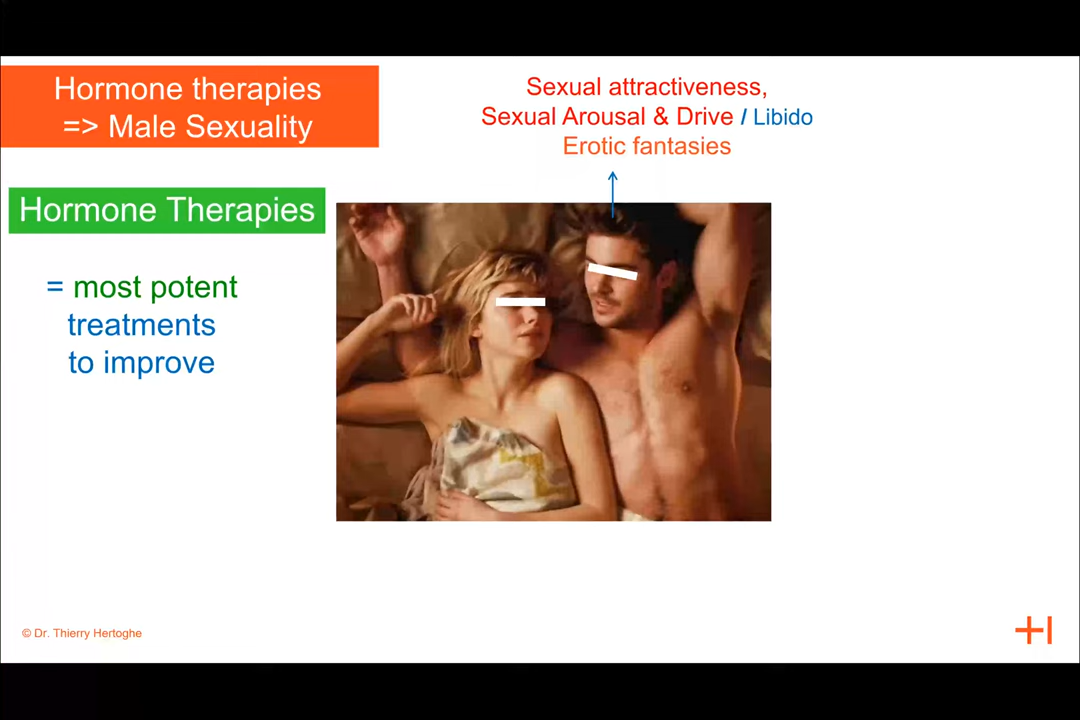 Hormone therapies
=> Male Sexuality
Sexual attractiveness,
Sexual Arousal & Drive / Libido
Erotic fantasies
Hormone Therapies
= most potent
treatments
to improve
© Dr. Thierry Hertoghe